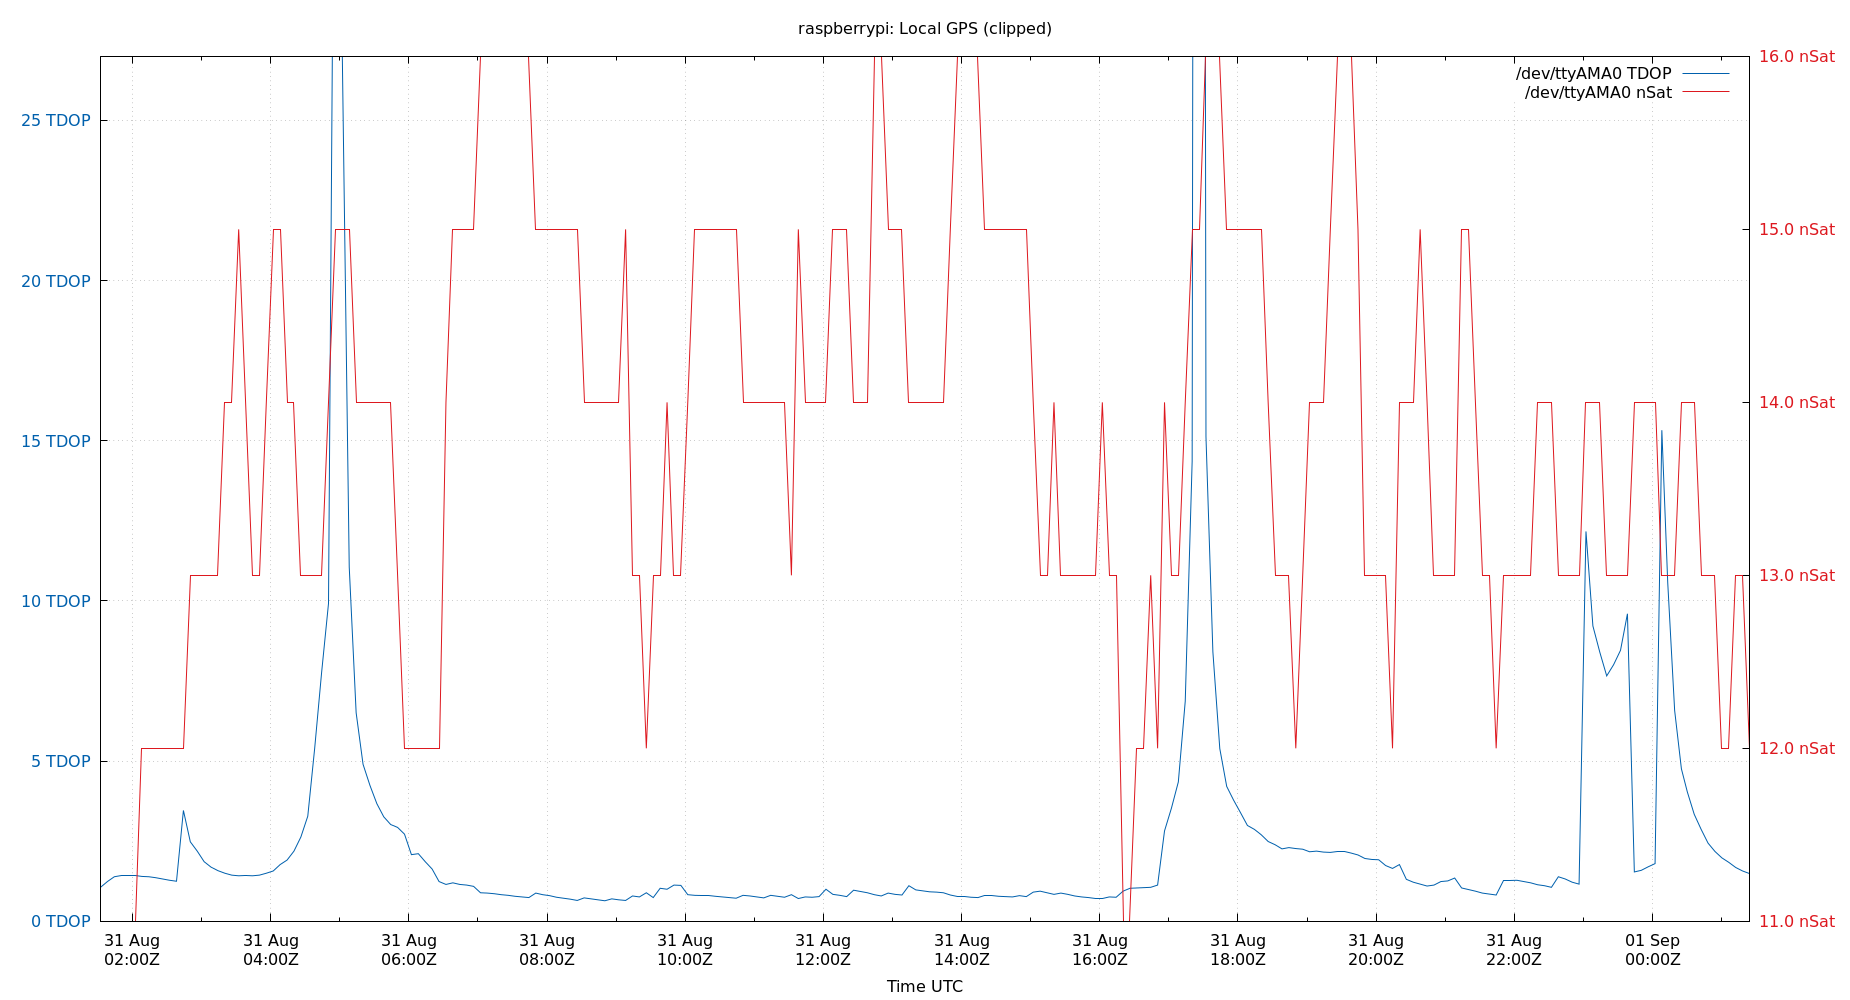 raspberrypi: Local GPS (clipped)
/dev/ttyAMA0 TDOP
/dev/ttyAMA0 nSat
25 TDOP
20 TDOP
15 TDOP
10 TDOP
5 TDOP
0 TDOP
16.0 nSat
15.0 nSat
14.0 nSat
13.0 nSat
12.0 nSat
11.0 nSat
31 Aug
02:00Z
31 Aug
04:00Z
31 Aug
06:00Z
31 Aug
08:00Z
31 Aug
10:00Z
31 Aug
12:00Z
31 Aug
14:00Z
31 Aug
16:00Z
31 Aug
18:00Z
31 Aug
20:00Z
31 Aug
22:00Z
01 Sep
00:00Z
Time UTC